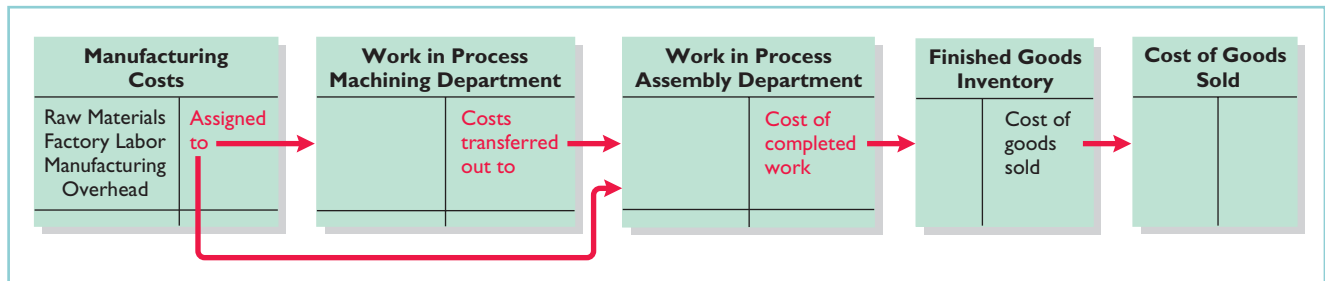 Manufacturing
Costs
Raw Materials
Factory Labor
Manufacturing
Overhead
Assigned
to
Work in Process
Machining Department
Costs
transferred
out to
Work in Process
Assembly Department
Cost of
completed
work
Finished Goods
Inventory
Cost of
goods
sold
Cost of Goods
Sold